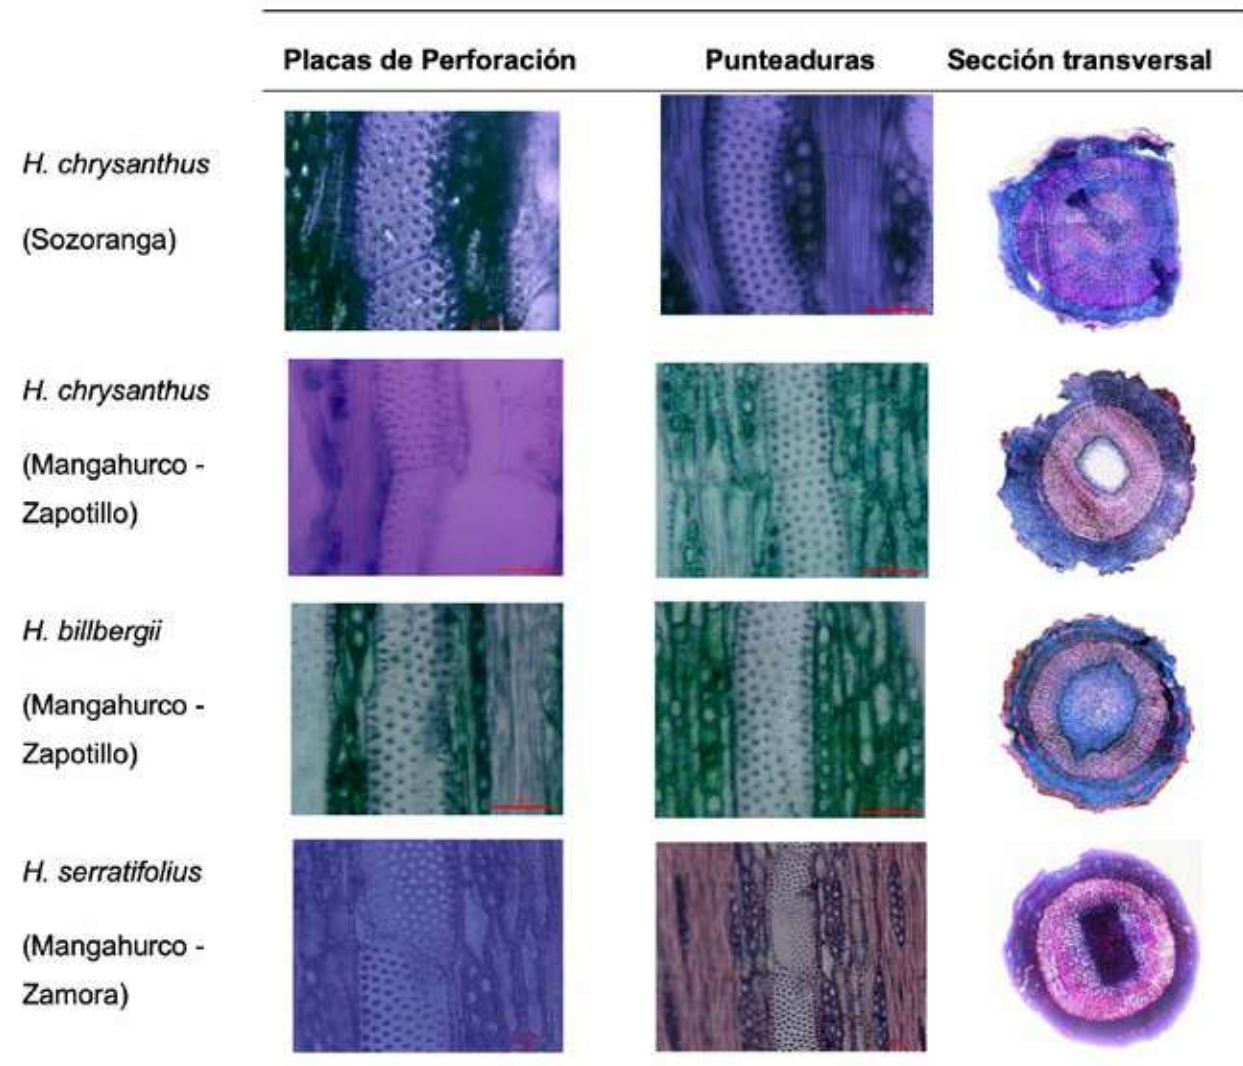 Placas de Perforación Punteaduras Sección transversal
H. chrysanthus
(Sozoranga)
H. chrysanthus
(Mangahurco -
Zapotillo)
H. billbergii
(Mangahurco -
Zapotillo)
H. serratifolius
(Mangahurco -
Zamora)